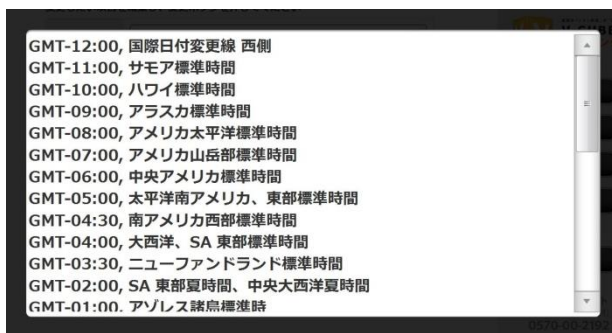 GMT-12:00, 国際日付変更線 西側
GMT-11:00, サモア標準時間
GMT-10:00, ハワイ標準時間
GMT-09:00, アラスカ標準時間
GMT-08:00, アメリカ太平洋標準時間
GMT-07:00, アメリカ山岳部標準時間
GMT-06:00, 中央アメリカ標準時間
GMT-05:00, 太平洋南アメリカ、東部標準時間
GMT-04:30, 南アメリカ西部標準時間
GMT-04:00, 大西洋、SA 東部標準時間
GMT-03:30, ニューファンドランド標準時間
GMT-02:00, SA 東部夏時間、中央大西洋夏時間
GMT-01:00, アゾレス諸島標準時